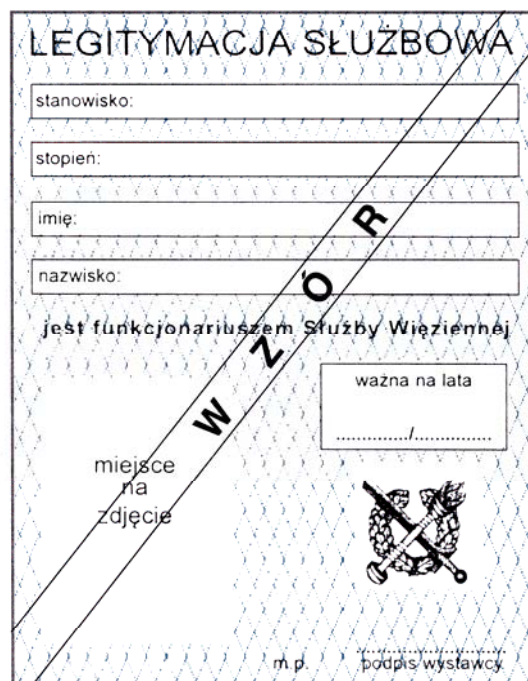 LEGITYMACJA SŁUŻBOWA
stanowisko:
stopień:
imię:
nazwisko:
jest funkcjonariuszem Służby Więziennej
WZÓR
ważna na lata
............../...............
miejsce
na
zdjęcie
m.p.
podpis wystawcy